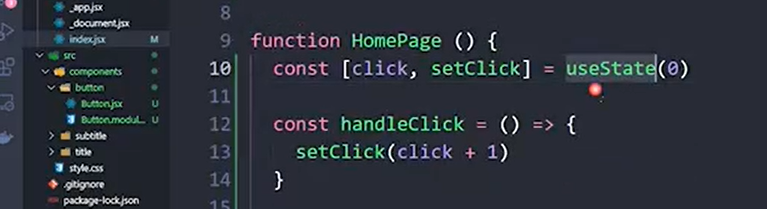 _app.jsx
_document.jsx
index.jsx M
src
components
button
Button.jsx U
Button.modul... U
subtitle
title
style.css
.gitignore
package-lock.json
8
9 function HomePage () {
10 const [click, setClick] = useState(0)
11
12 const handleClick = () => {
13 setClick(click + 1)
14 }
15